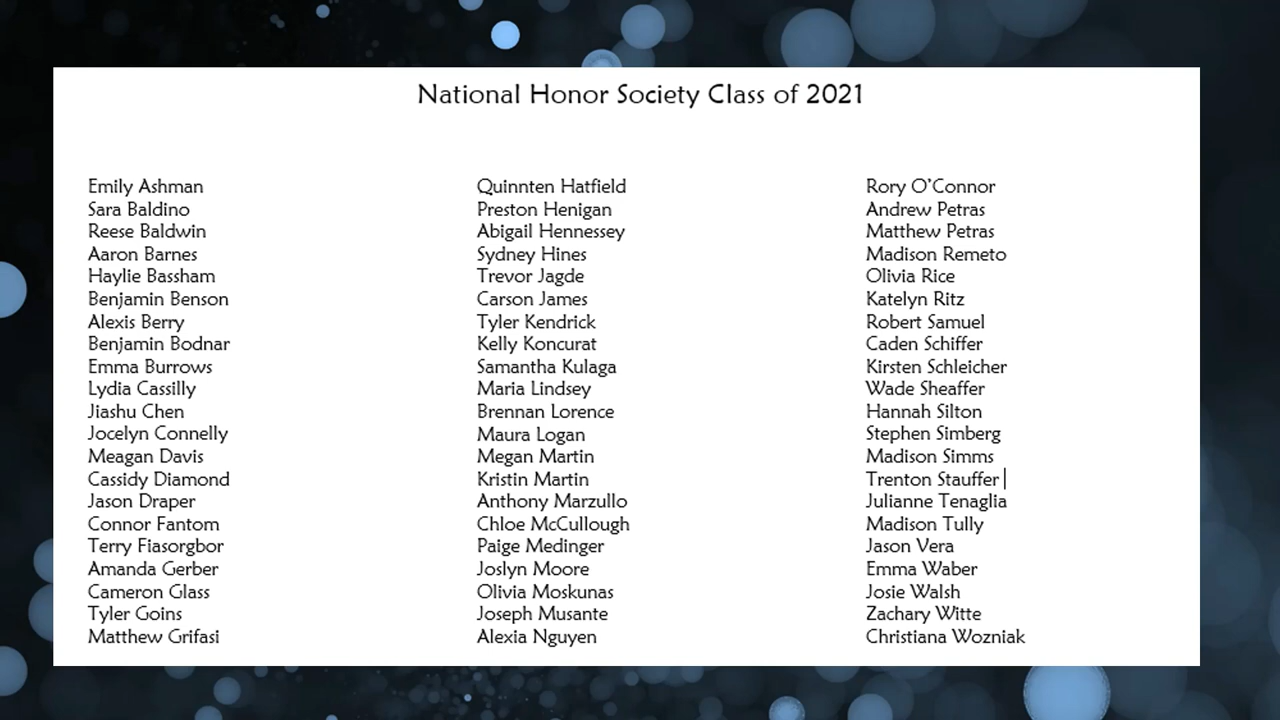 National Honor Society Class of 2021
Emily Ashman
Sara Baldino
Reese Baldwin
Aaron Barnes
Haylie Bassham
Benjamin Benson
Alexis Berry
Benjamin Bodnar
Emma Burrows
Lydia Cassilly
Jiashu Chen
Jocelyn Connelly
Meagan Davis
Cassidy Diamond
Jason Draper
Connor Fantom
Terry Fiasorgbor
Amanda Gerber
Cameron Glass
Tyler Goins
Matthew Grifasi
Quinnten Hatfield
Preston Henigan
Abigail Hennessey
Sydney Hines
Trevor Jagde
Carson James
Tyler Kendrick
Kelly Koncurat
Samantha Kulaga
Maria Lindsey
Brennan Lorence
Maura Logan
Megan Martin
Kristin Martin
Anthony Marzullo
Chloe McCullough
Paige Medinger
Joslyn Moore
Olivia Moskunas
Joseph Musante
Alexia Nguyen
Rory O'Connor
Andrew Petras
Matthew Petras
Madison Remeto
Olivia Rice
Katelyn Ritz
Robert Samuel
Caden Schiffer
Kirsten Schleicher
Wade Sheaffer
Hannah Silton
Stephen Simberg
Madison Simms
Trenton Stauffer
Julianne Tenaglia
Madison Tully
Jason Vera
Emma Waber
Josie Walsh
Zachary Witte
Christiana Wozniak